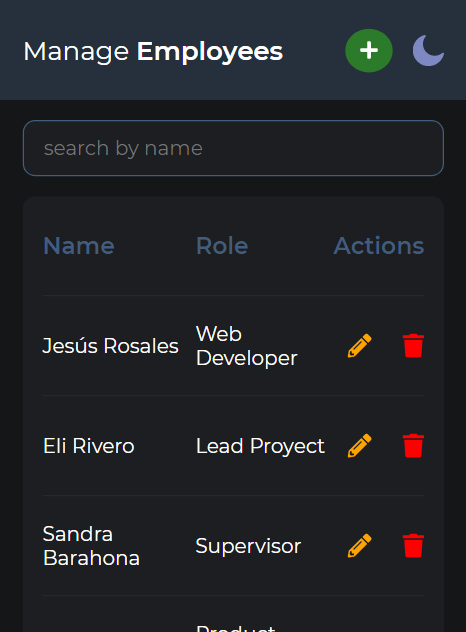 Manage Employees
search by name
Name Role Actions
Jesús Rosales Web
Developer
Eli Rivero Lead Proyect
Sandra
Barahona Supervisor
Product